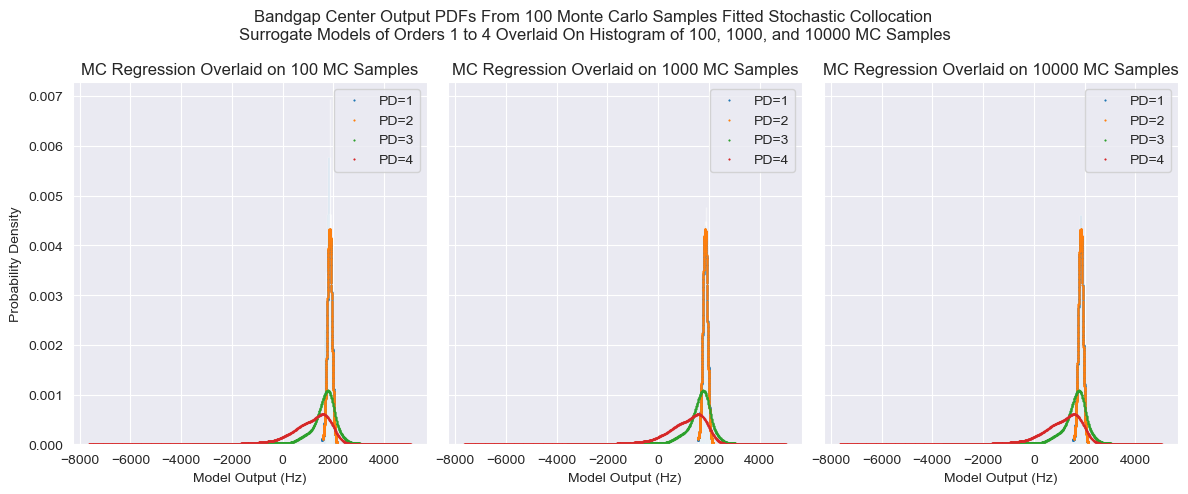 Bandgap Center Output PDFs From 100 Monte Carlo Samples Fitted Stochastic Collocation
Surrogate Models of Orders 1 to 4 Overlaid On Histogram of 100, 1000, and 10000 MC Samples
MC Regression Overlaid on 100 MC Samples
MC Regression Overlaid on 1000 MC Samples
MC Regression Overlaid on 10000 MC Samples
Probability Density
0.007
0.006
0.005
0.004
0.003
0.002
0.001
0.000
PD=1
PD=2
PD=3
PD=4
PD=1
PD=2
PD=3
PD=4
PD=1
PD=2
PD=3
PD=4
−8000 −6000 −4000 −2000 0 2000 4000
−8000 −6000 −4000 −2000 0 2000 4000
−8000 −6000 −4000 −2000 0 2000 4000
Model Output (Hz)
Model Output (Hz)
Model Output (Hz)